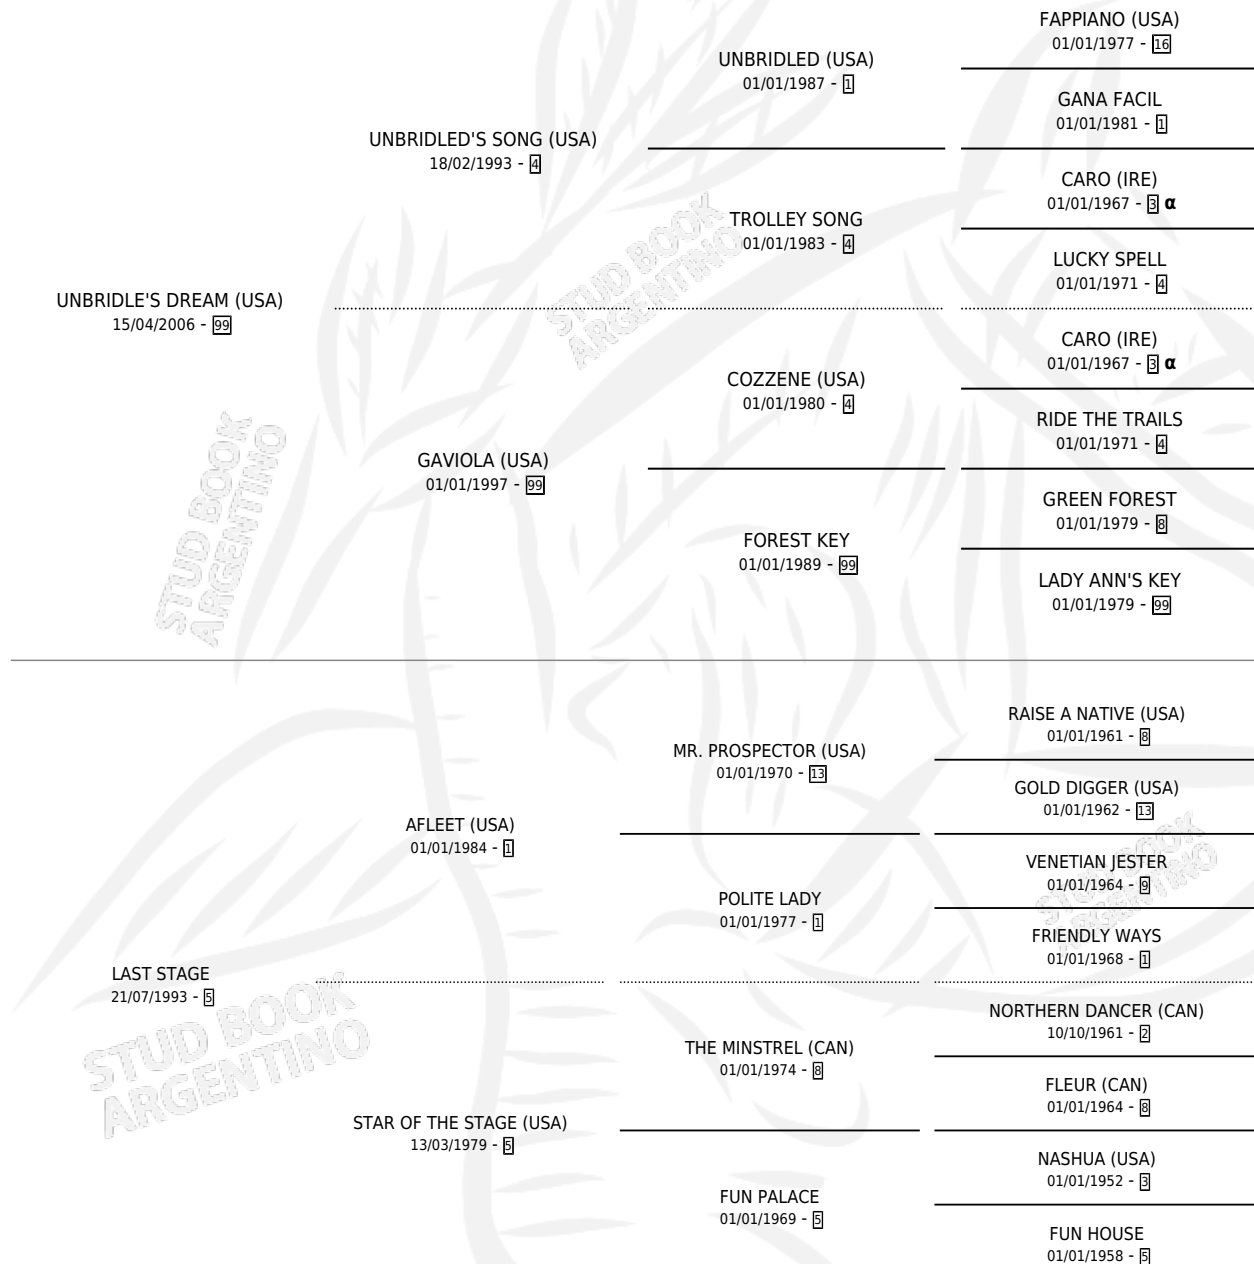 FAPPIANO (USA)
01/01/1977 - 16
UNBRIDLED (USA)
01/01/1987 - 1
GANA FACIL
01/01/1981 - 1
UNBRIDLED'S SONG (USA)
18/02/1993 - 4
CARO (IRE)
01/01/1967 - 3 α
TROLLEY SONG
01/01/1983 - 4
LUCKY SPELL
01/01/1971 - 4
UNBRIDLE'S DREAM (USA)
15/04/2006 - 99
CARO (IRE)
01/01/1967 - 3 α
COZZENE (USA)
01/01/1980 - 4
RIDE THE TRAILS
01/01/1971 - 4
GAVIOLA (USA)
01/01/1997 - 99
GREEN FOREST
01/01/1979 - 8
FOREST KEY
01/01/1989 - 99
LADY ANN'S KEY
01/01/1979 - 99
RAISE A NATIVE (USA)
01/01/1961 - 8
MR. PROSPECTOR (USA)
01/01/1970 - 13
GOLD DIGGER (USA)
01/01/1962 - 13
AFLEET (USA)
01/01/1984 - 1
VENETIAN JESTER
01/01/1964 - 9
POLITE LADY
01/01/1977 - 1
FRIENDLY WAYS
01/01/1968 - 1
LAST STAGE
21/07/1993 - 5
NORTHERN DANCER (CAN)
10/10/1961 - 2
THE MINSTREL (CAN)
01/01/1974 - 8
FLEUR (CAN)
01/01/1964 - 8
STAR OF THE STAGE (USA)
13/03/1979 - 5
NASHUA (USA)
01/01/1952 - 3
FUN PALACE
01/01/1969 - 5
FUN HOUSE
01/01/1958 - 5
STUD BOOK
ARGENTINO
STUD BOOK
ARGENTINO
STUD BOOK
ARGENTINO
STUD BOOK
ARGENTINO